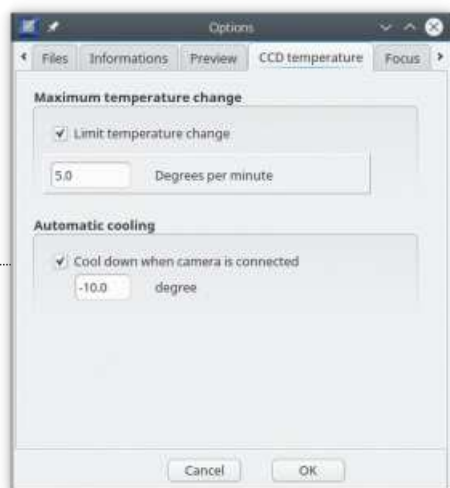 Options
Files Informations Preview CCD temperature Focus
Maximum temperature change
Limit temperature change
5.0 Degrees per minute
Automatic cooling
Cool down when camera is connected
-10.0 degree
Cancel OK